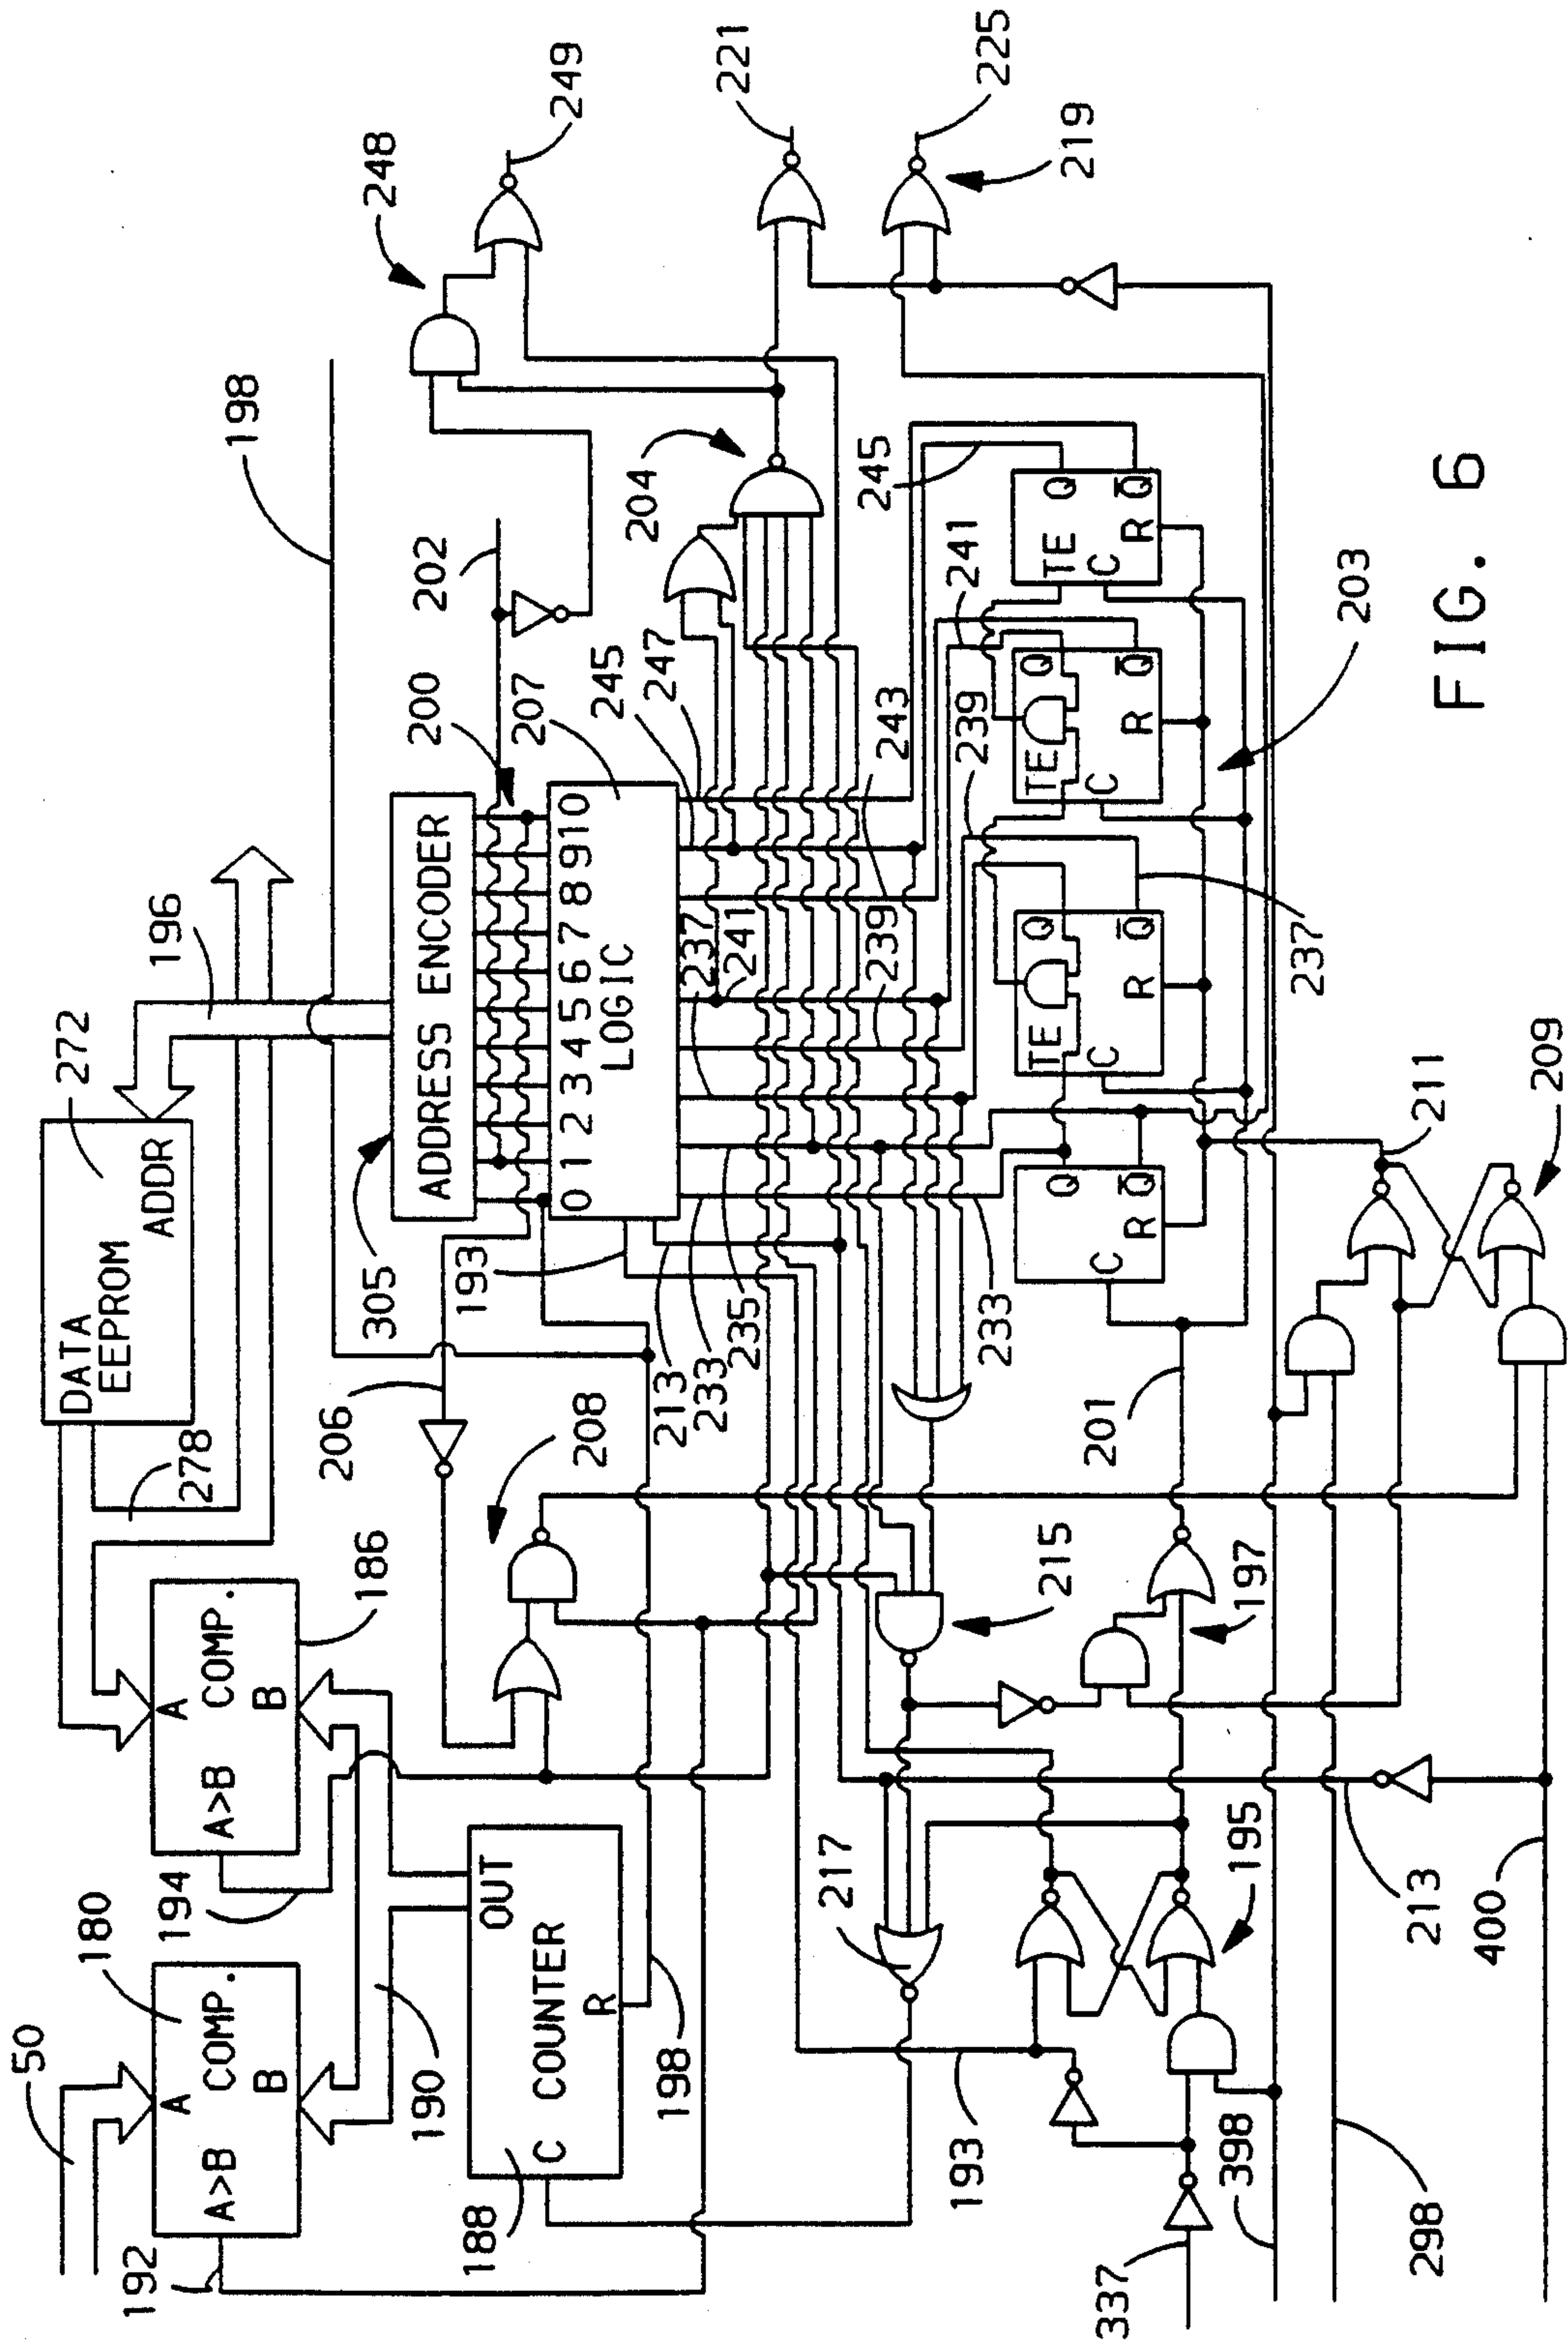 50
180
A
COMP.
A>B
B
192
194
186
A
COMP.
A>B
B
278
DATA
EEPROM
ADDR
272
196
190
188
OUT
COUNTER
C
R
198
206
208
305
ADDRESS ENCODER
0 1 2 3 4 5 6 7 8 9 10
LOGIC
200
207
202
198
248
249
193
213
233
235
237
241
239
243
245
247
204
221
225
219
217
215
193
195
197
201
233
C
Q
Q
R
TE
Q
C
R
Q
237
239
TE
Q
C
R
Q
241
203
TE
Q
C
R
Q
245
211
209
213
337
398
298
400
FIG. 6